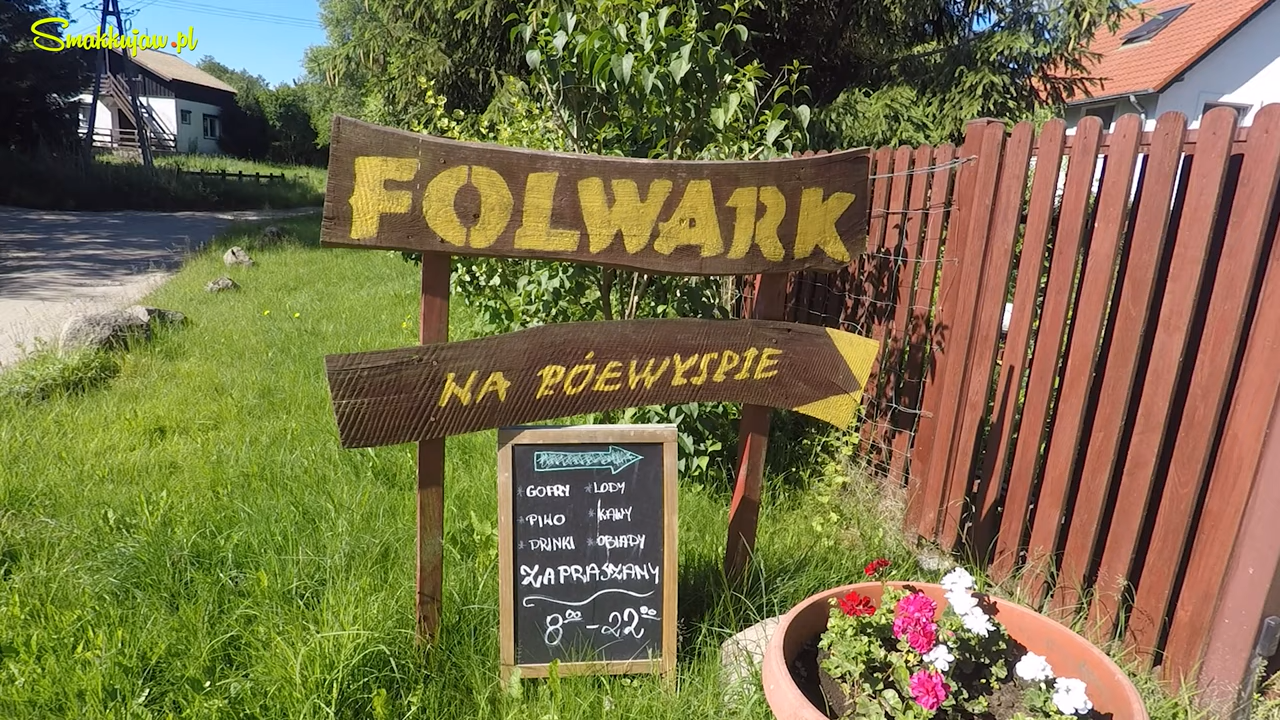 Smakkujaw.pl
FOLWARK
NA PÓŁWYSPIE
* GOFRY * LODY
* PIWO * KAWY
* DRINKI * OBIADY
ZAPRASZAMY
8⁰⁰ - 22⁰⁰